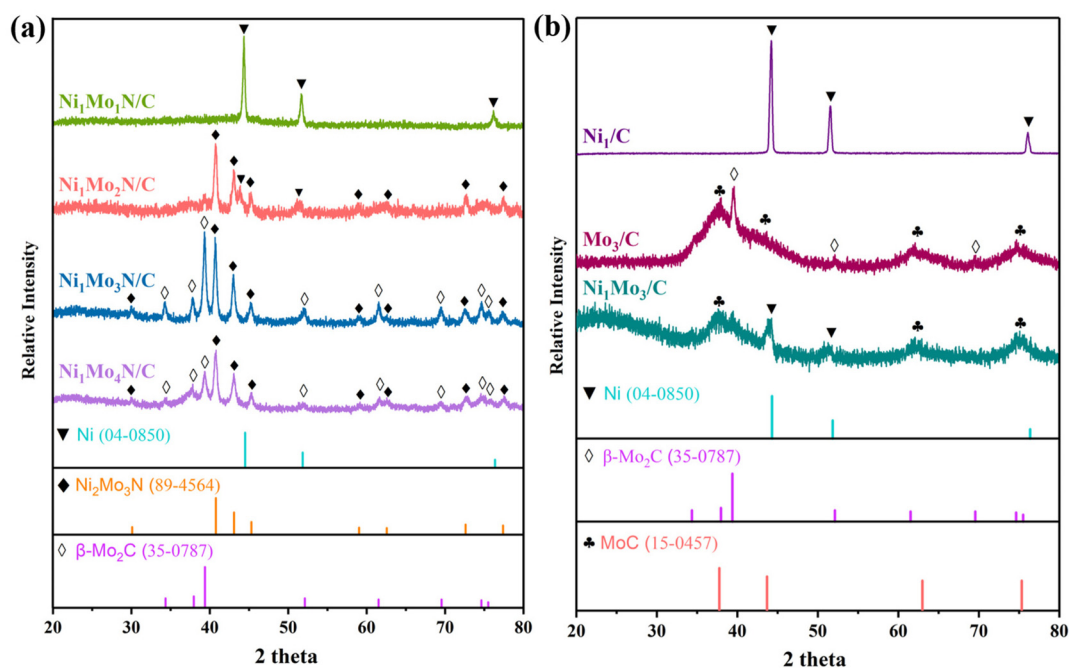 (a)
Ni₁Mo₁N/C
Ni₁Mo₂N/C
Ni₁Mo₃N/C
Ni₁Mo₄N/C
▼ Ni (04-0850)
◆ Ni₂Mo₃N (89-4564)
◇ β-Mo₂C (35-0787)
Relative Intensity
20 30 40 50 60 70 80
2 theta
(b)
Ni₁/C
Mo₃/C
Ni₁Mo₃/C
▼ Ni (04-0850)
◇ β-Mo₂C (35-0787)
♣ MoC (15-0457)
Relative Intensity
20 30 40 50 60 70 80
2 theta